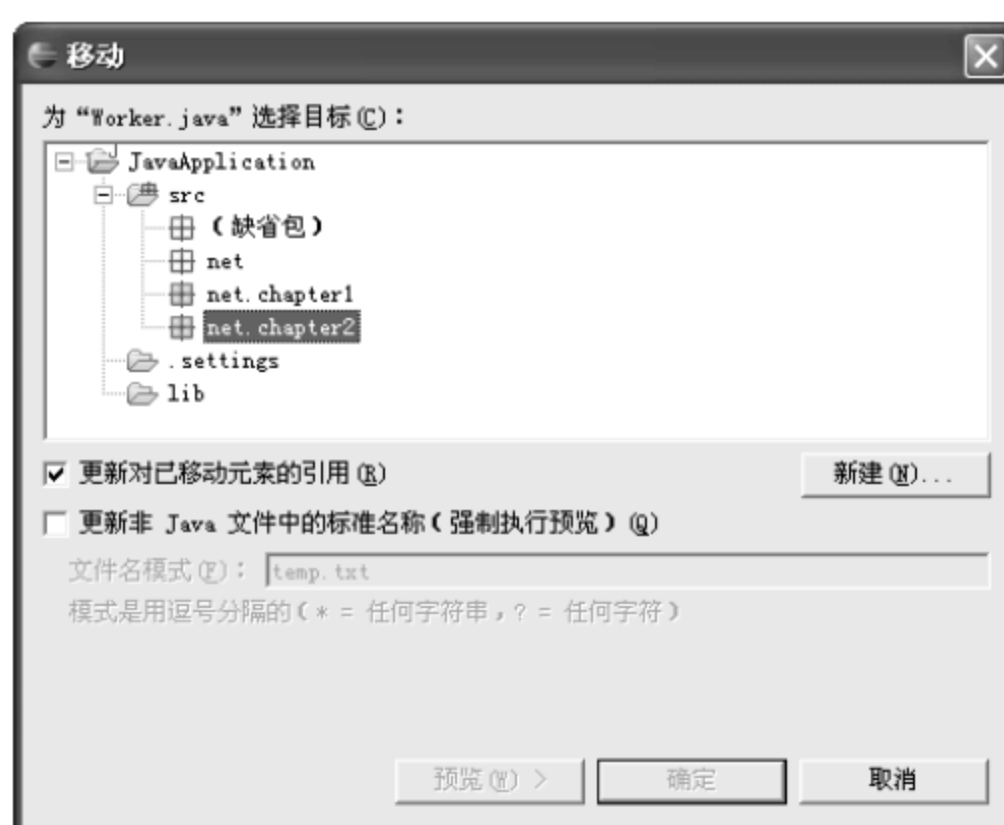 移动
为“Worker.java”选择目标(C):
JavaApplication
src
(缺省包)
net
net.chapter1
net.chapter2
.settings
lib
更新对已移动元素的引用(R)
新建(N)...
更新非 Java 文件中的标准名称(强制执行预览)(Q)
文件名模式(F): temp.txt
模式是用逗号分隔的(* = 任何字符串,? = 任何字符)
预览(W) > 确定 取消